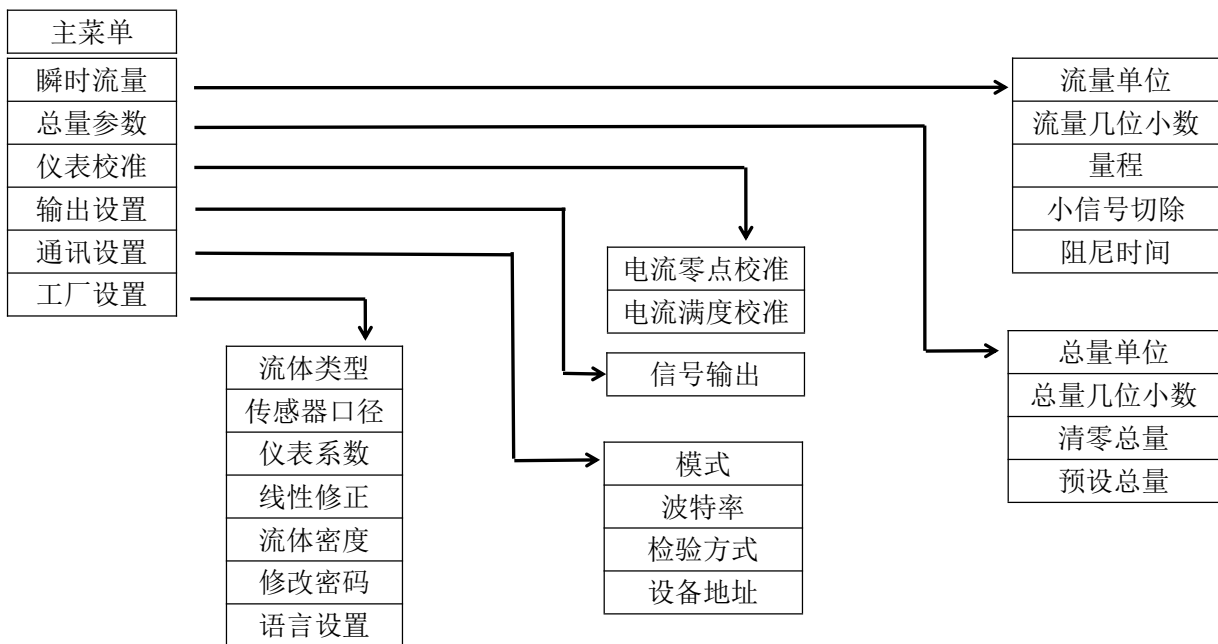 主菜单
瞬时流量
总量参数
仪表校准
输出设置
通讯设置
工厂设置
流量单位
流量几位小数
量程
小信号切除
阻尼时间
总量单位
总量几位小数
清零总量
预设总量
电流零点校准
电流满度校准
信号输出
模式
波特率
检验方式
设备地址
流体类型
传感器口径
仪表系数
线性修正
流体密度
修改密码
语言设置